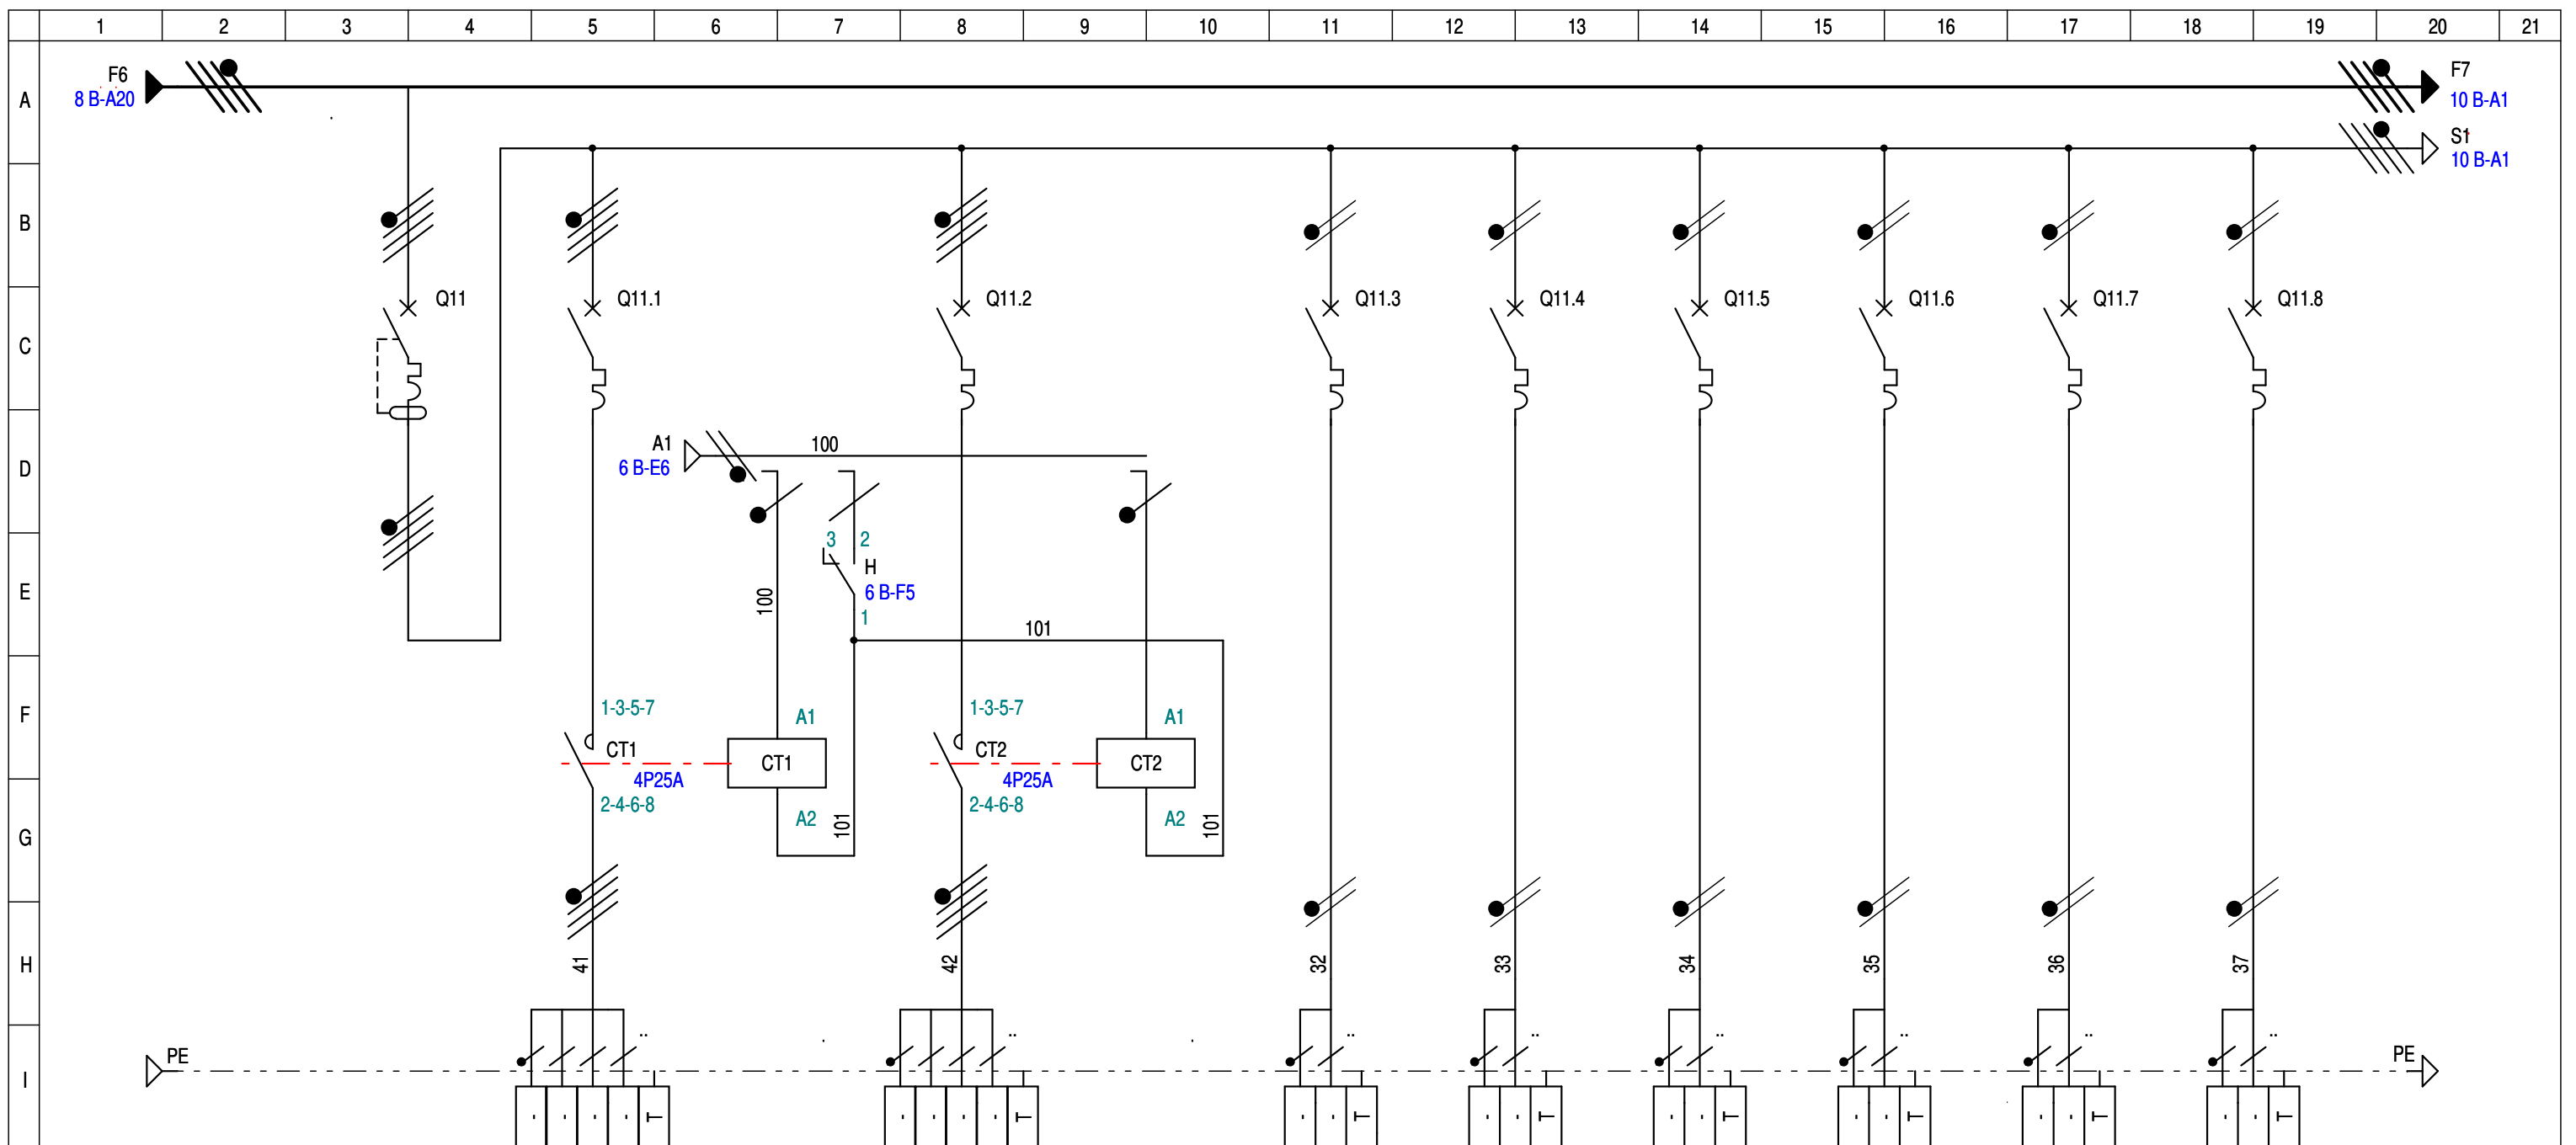 1 2 3 4 5 6 7 8 9 10 11 12 13 14 15 16 17 18 19 20 21
A
F6
8 B-A20
F7
10 B-A1
S1
10 B-A1
B
Q11
Q11.1
Q11.2
Q11.3
Q11.4
Q11.5
Q11.6
Q11.7
Q11.8
C
D
A1
6 B-E6
100
3 2
H
6 B-F5
1
100
101
E
F
1-3-5-7
A1
1-3-5-7
A1
CT1
4P25A
CT1
CT2
4P25A
CT2
2-4-6-8
A2
101
2-4-6-8
A2
101
G
H
41
42
32
33
34
35
36
37
I
PE
PE
- - - - T
- - - - T
- - T
- - T
- - T
- - T
- - T
- - T